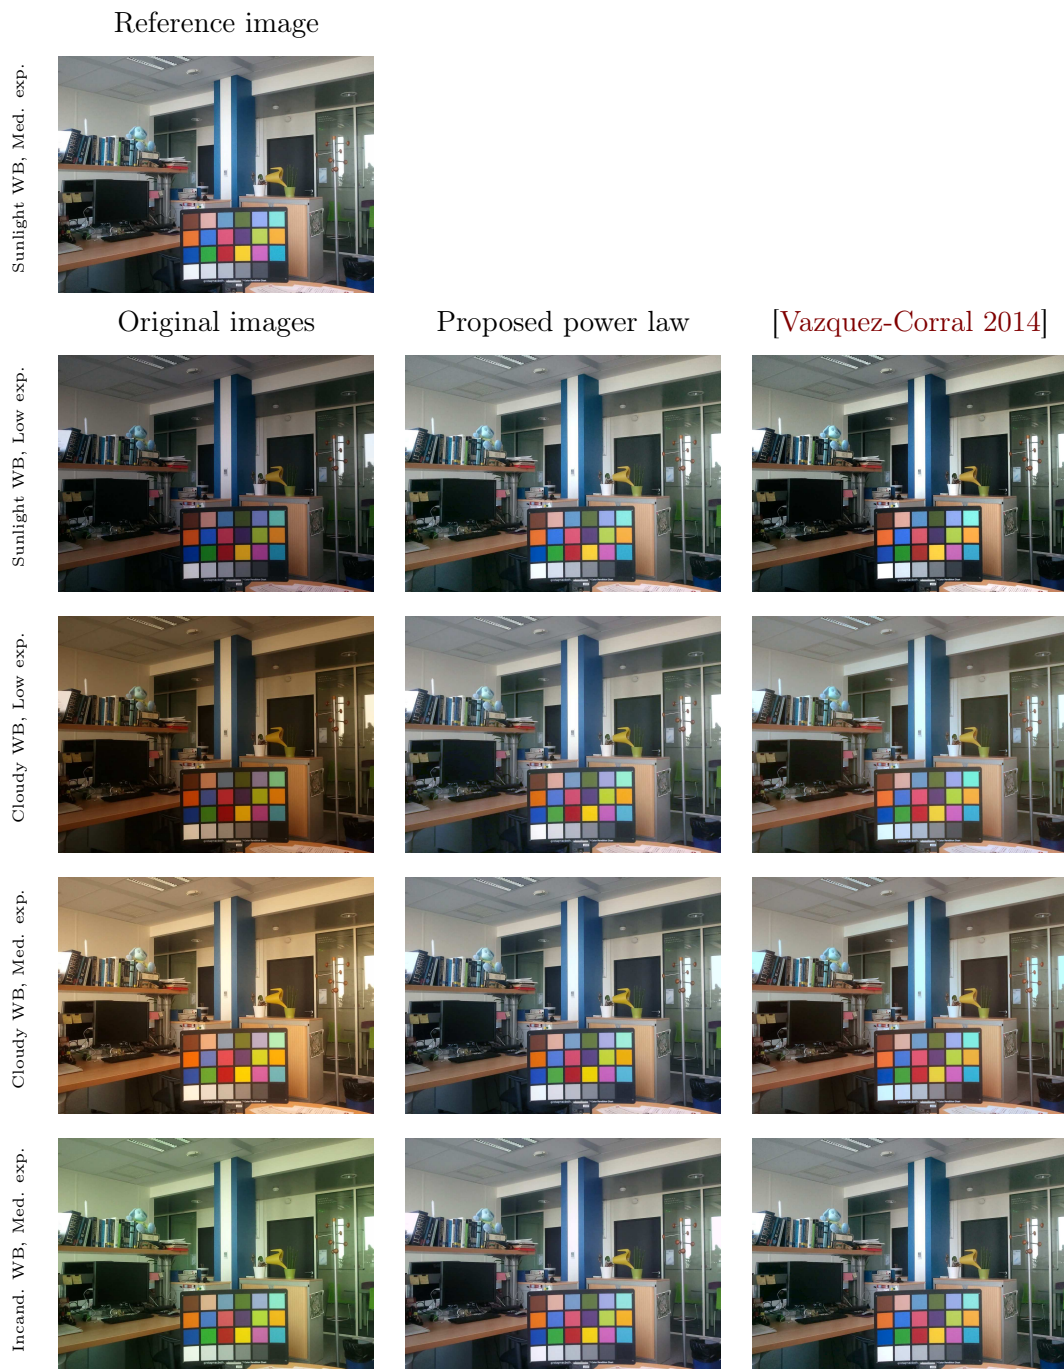 Reference image
Sunlight WB, Med. exp.
Original images
Proposed power law
[Vazquez-Corral 2014]
Sunlight WB, Low exp.
Cloudy WB, Low exp.
Cloudy WB, Med. exp.
Incand. WB, Med. exp.